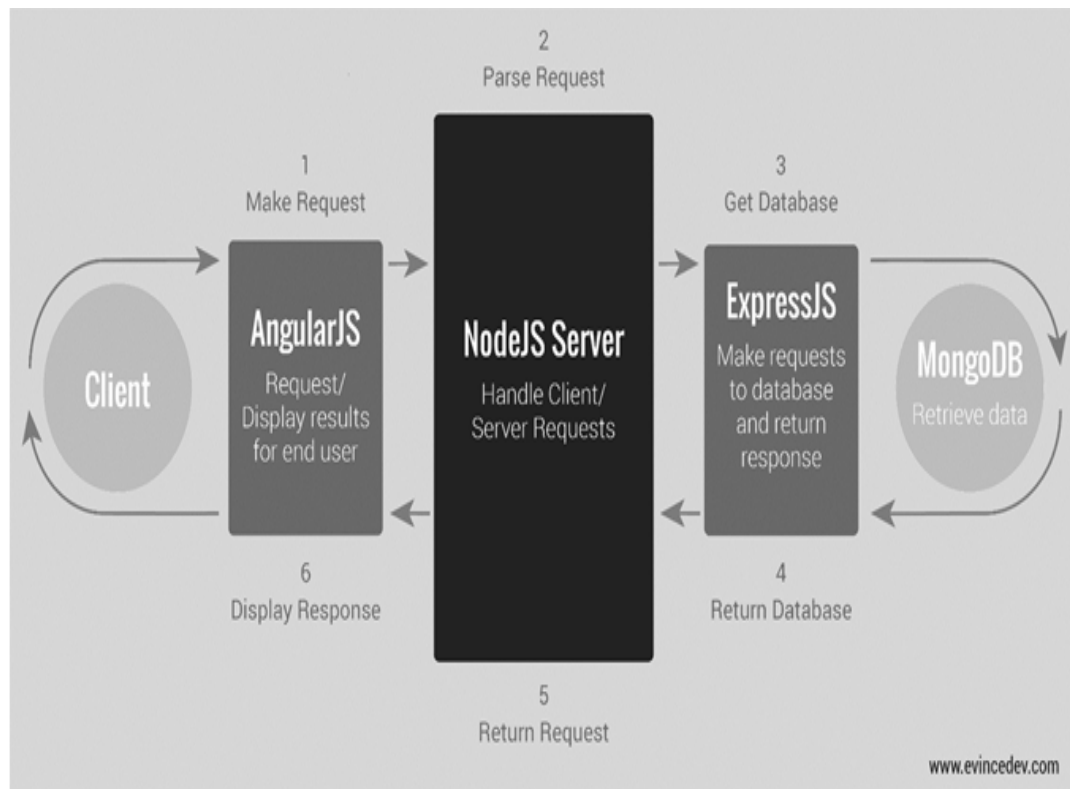 2
Parse Request
1
Make Request
3
Get Database
Client
AngularJS
Request/
Display results
for end user
NodeJS Server
Handle Client/
Server Requests
ExpressJS
Make requests
to database
and return
response
MongoDB
Retrieve data
6
Display Response
4
Return Database
5
Return Request
www.evincedev.com